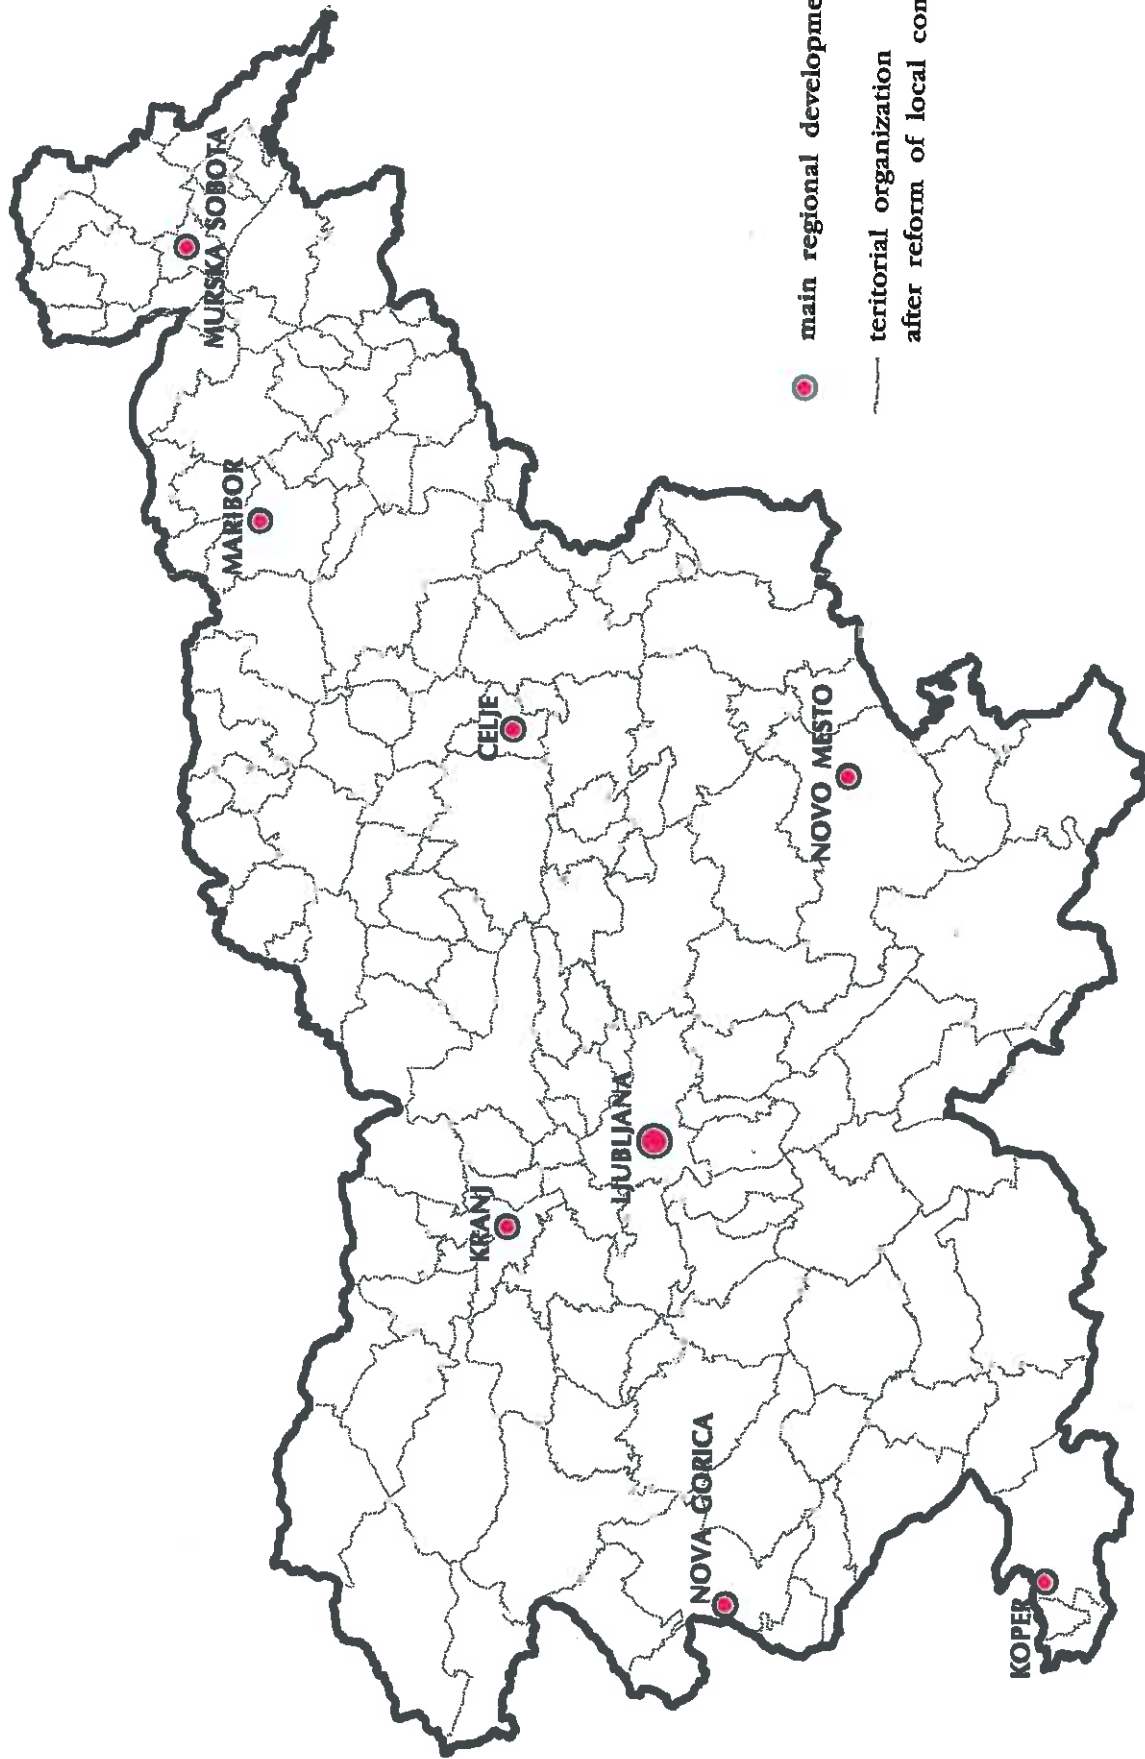 MURSKA SOBOTA
MARIBOR
CELJE
KRANJ
LJUBLJANA
NOVO MESTO
NOVA GORICA
KOPER
main regional developme
teritorial organization
after reform of local com